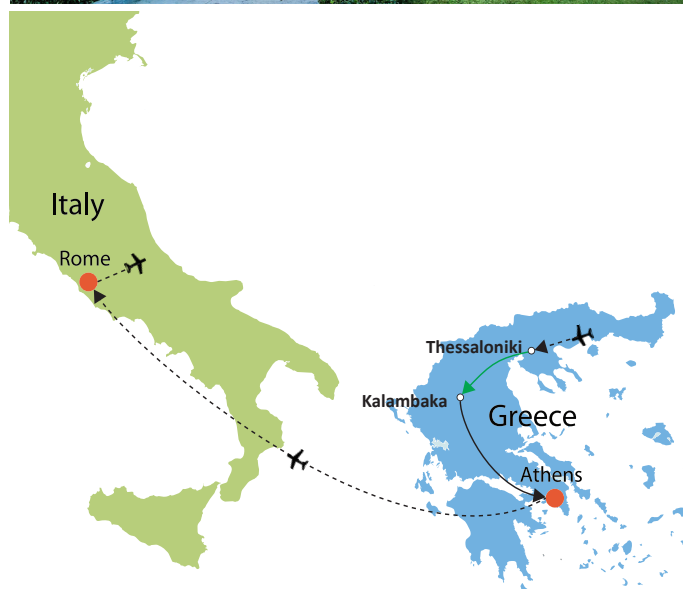 Italy
Rome
Thessaloniki
Kalambaka
Greece
Athens